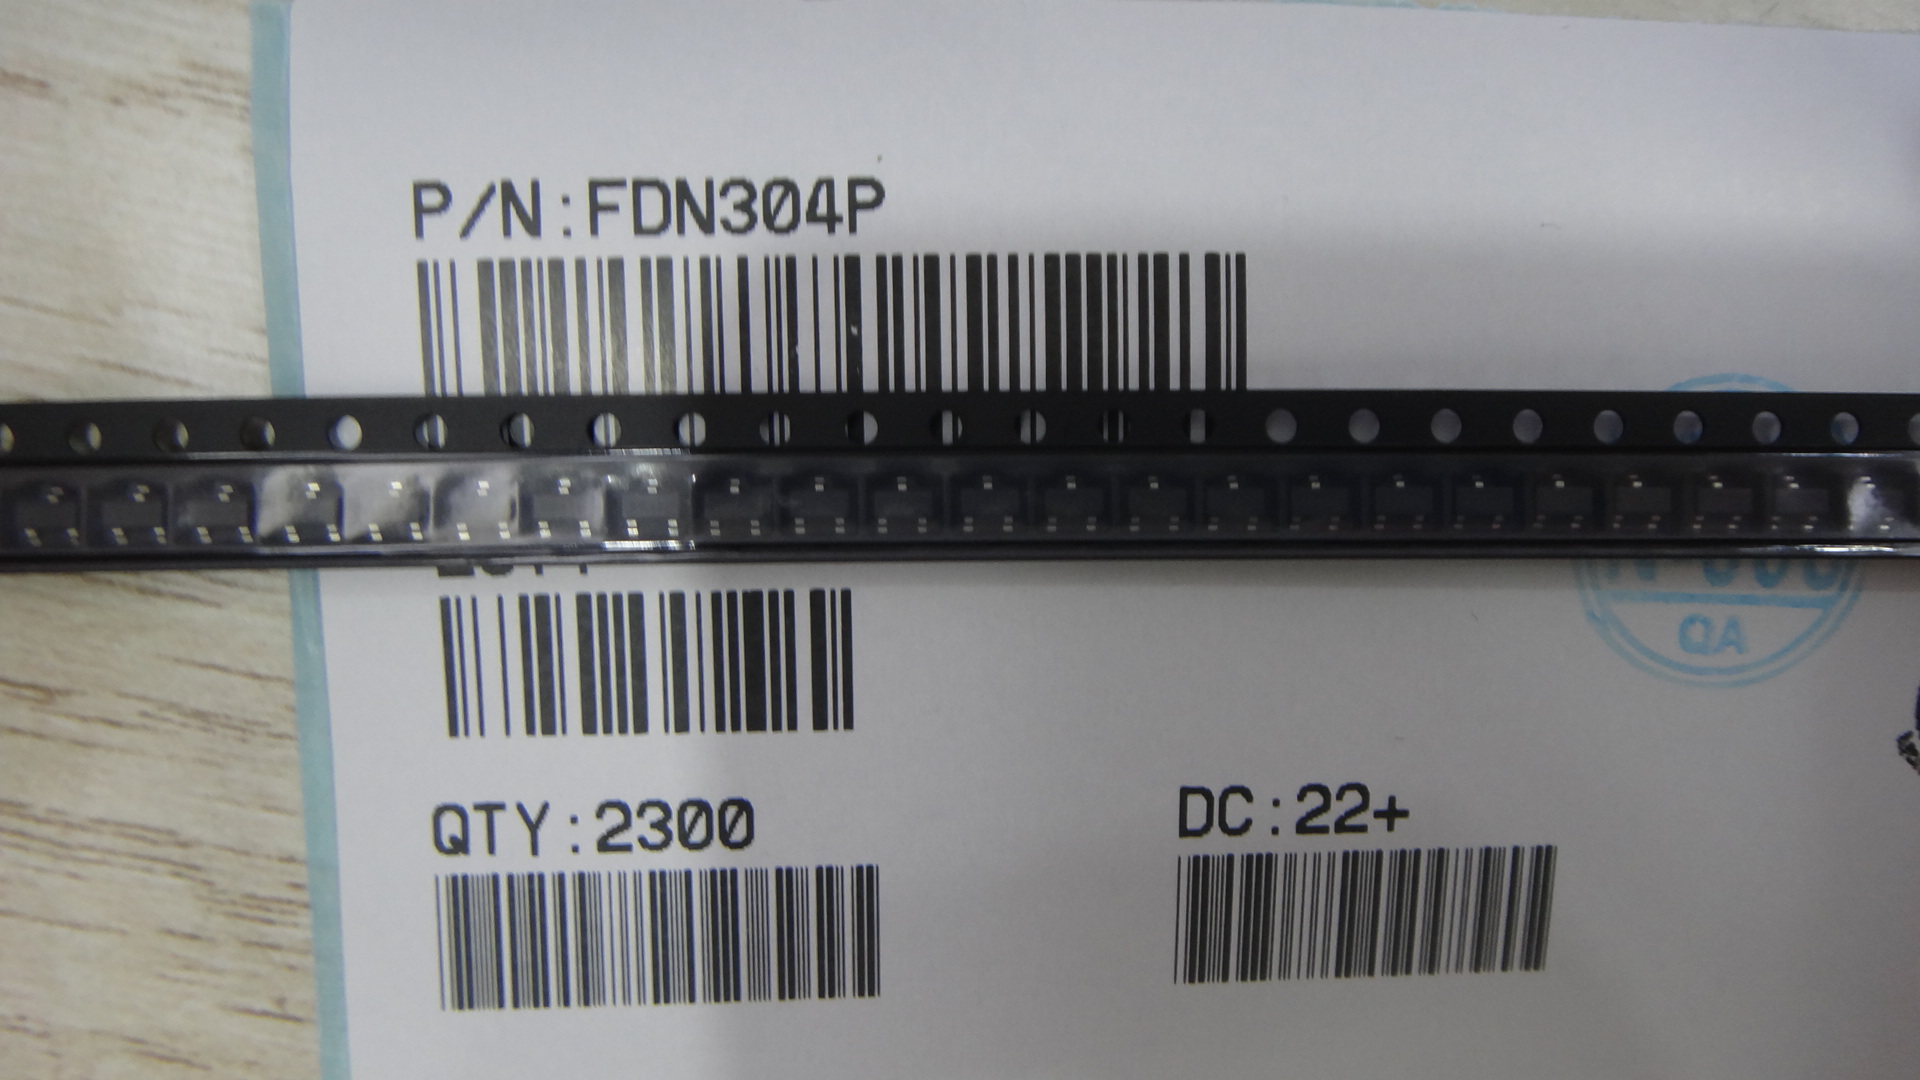 P/N:FDN304P
QTY:2300
DC:22+
QA